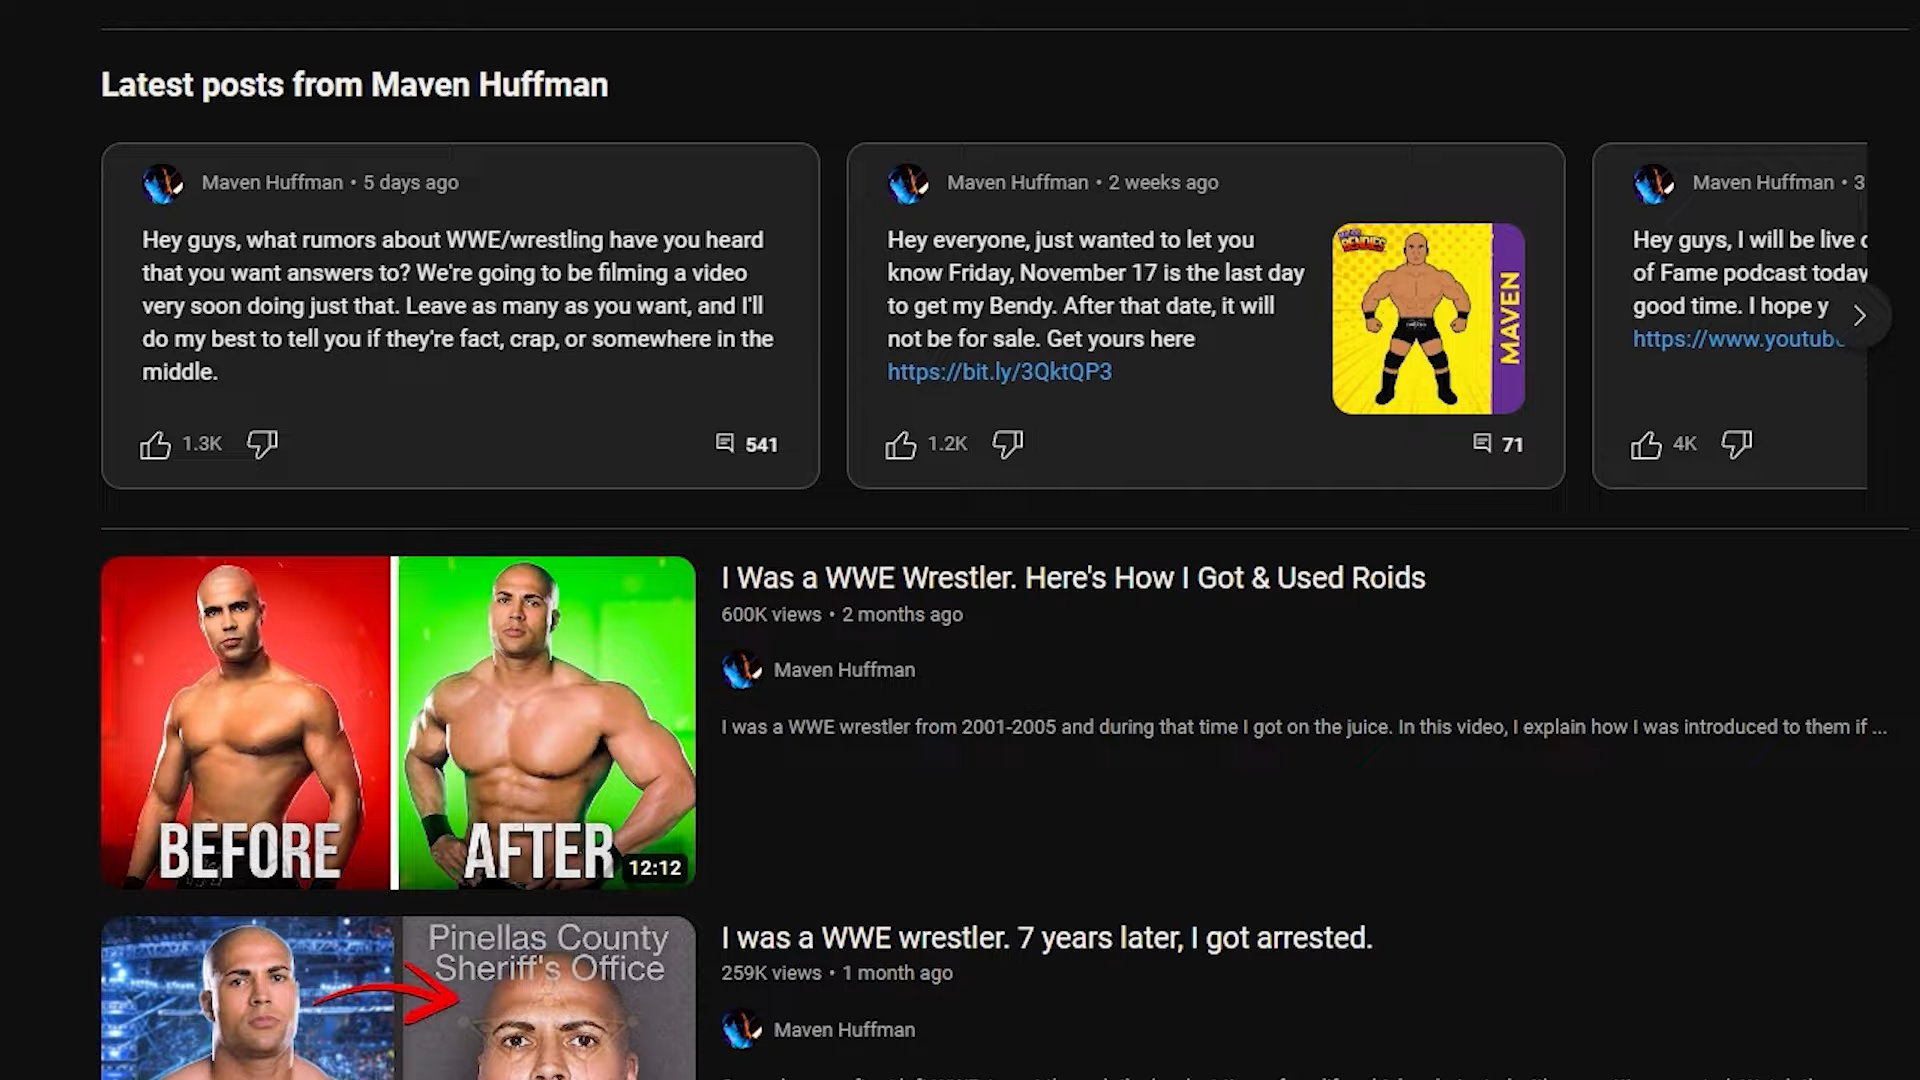 Latest posts from Maven Huffman
Maven Huffman • 5 days ago
Hey guys, what rumors about WWE/wrestling have you heard
that you want answers to? We're going to be filming a video
very soon doing just that. Leave as many as you want, and I'll
do my best to tell you if they're fact, crap, or somewhere in the
middle.
1.3K
541
Maven Huffman • 2 weeks ago
Hey everyone, just wanted to let you
know Friday, November 17 is the last day
to get my Bendy. After that date, it will
not be for sale. Get yours here
https://bit.ly/3QktQP3
BENDIES
MAVEN
1.2K
71
Maven Huffman • 3
Hey guys, I will be live
of Fame podcast today
good time. I hope y
https://www.youtub
4K
BEFORE
AFTER
12:12
I Was a WWE Wrestler. Here's How I Got & Used Roids
600K views • 2 months ago
Maven Huffman
I was a WWE wrestler from 2001-2005 and during that time I got on the juice. In this video, I explain how I was introduced to them if ...
Pinellas County
Sheriff's Office
I was a WWE wrestler. 7 years later, I got arrested.
259K views • 1 month ago
Maven Huffman